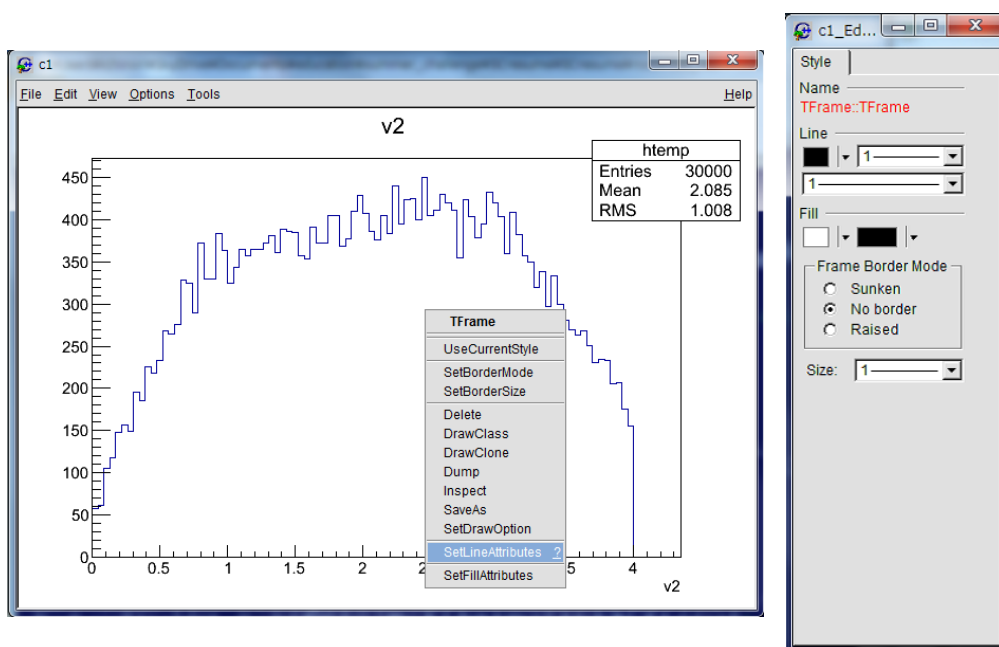 c1
File Edit View Options Tools Help
v2
htemp
Entries 30000
Mean 2.085
RMS 1.008
450
400
350
300
250
200
150
100
50
0
0 0.5 1 1.5 2 2 5 4
v2
TFrame
UseCurrentStyle
SetBorderMode
SetBorderSize
Delete
DrawClass
DrawClone
Dump
Inspect
SaveAs
SetDrawOption
SetLineAttributes ?
SetFillAttributes
c1_Ed...
Style
Name
TFrame::TFrame
Line
1
1
Fill
Frame Border Mode
Sunken
No border
Raised
Size: 1